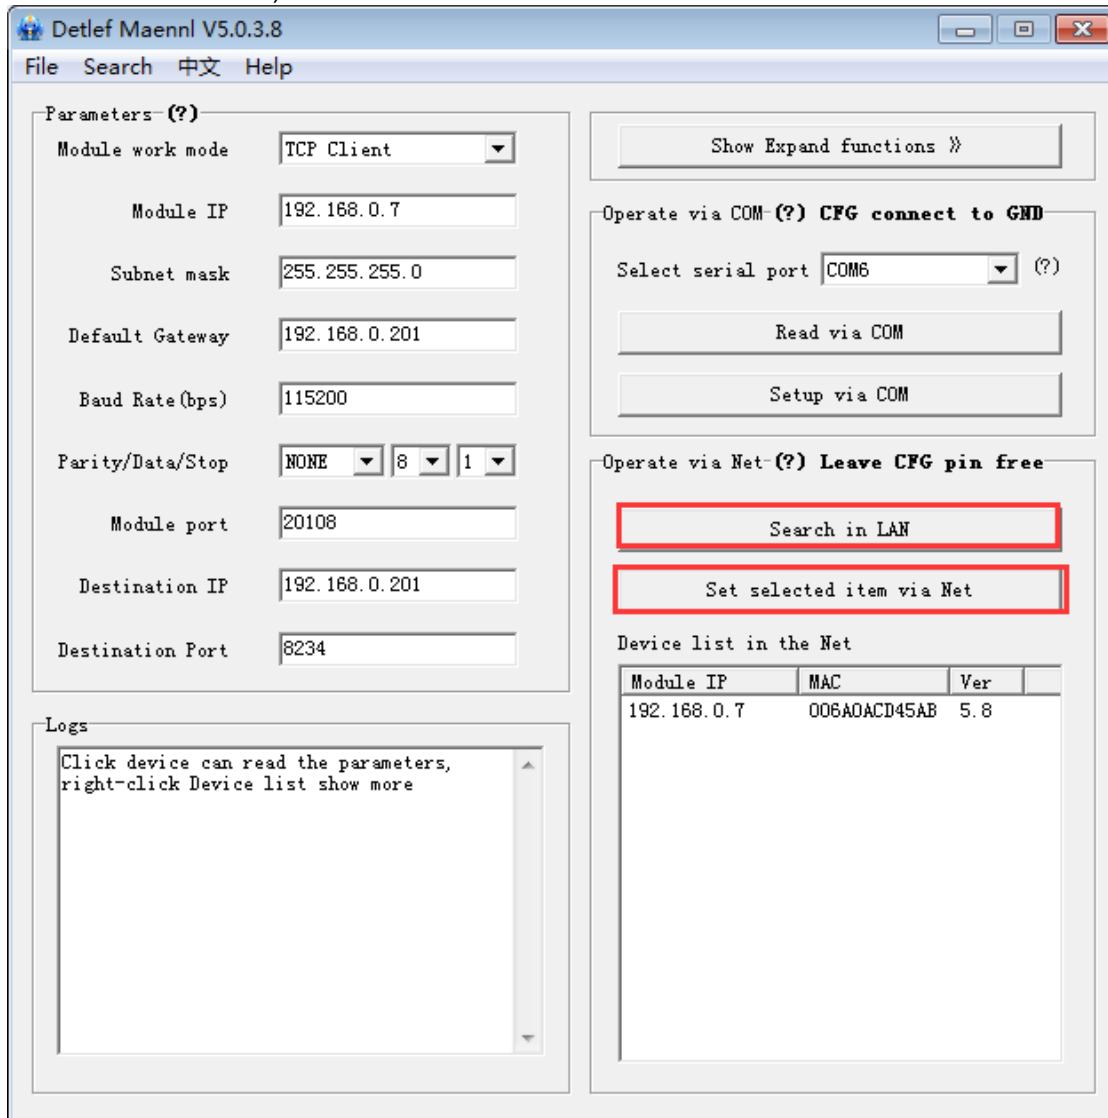 Detlef Maennl V5.0.3.8
File Search 中文 Help
Parameters (?)
Module work mode TCP Client
Module IP 192.168.0.7
Subnet mask 255.255.255.0
Default Gateway 192.168.0.201
Baud Rate(bps) 115200
Parity/Data/Stop NONE 8 1
Module port 20108
Destination IP 192.168.0.201
Destination Port 8234
Logs
Click device can read the parameters,
right-click Device list show more
Show Expand functions 》
Operate via COM-(?) CFG connect to GND
Select serial port COM6 (?)
Read via COM
Setup via COM
Operate via Net-(?) Leave CFG pin free
Search in LAN
Set selected item via Net
Device list in the Net
Module IP MAC Ver
192.168.0.7 006A0ACD45AB 5.8